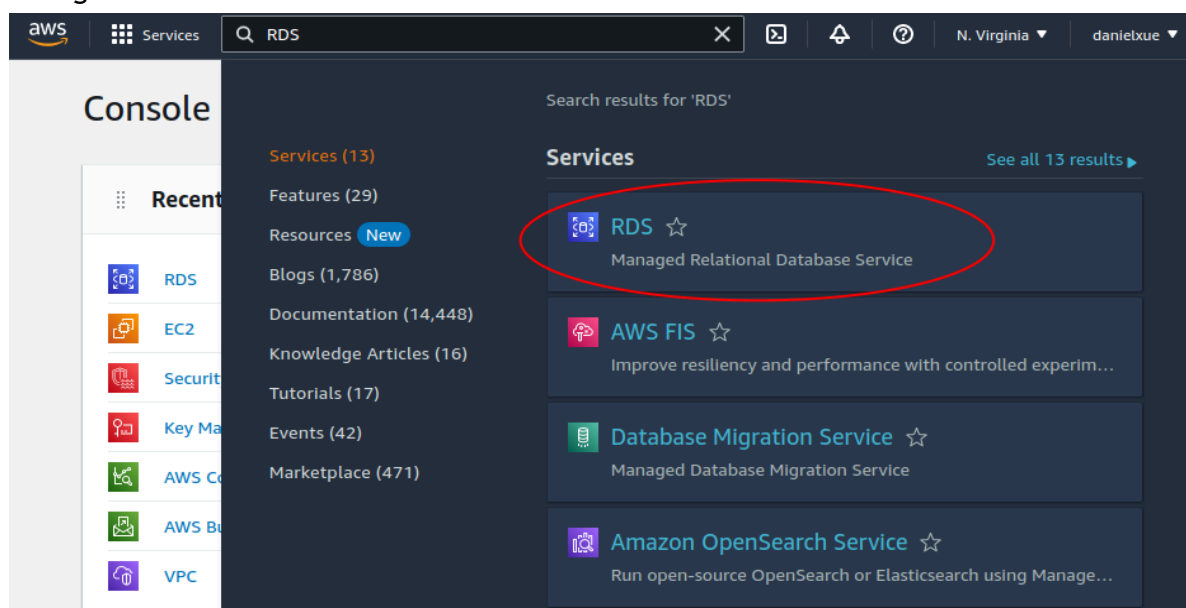 aws
Services
RDS
N. Virginia
danielxue
Console
Recent
RDS
EC2
Securit
Key Ma
AWS Co
AWS Bu
VPC
Services (13)
Features (29)
Resources New
Blogs (1,786)
Documentation (14,448)
Knowledge Articles (16)
Tutorials (17)
Events (42)
Marketplace (471)
Search results for 'RDS'
Services
See all 13 results
RDS
Managed Relational Database Service
AWS FIS
Improve resiliency and performance with controlled experim...
Database Migration Service
Managed Database Migration Service
Amazon OpenSearch Service
Run open-source OpenSearch or Elasticsearch using Manage...